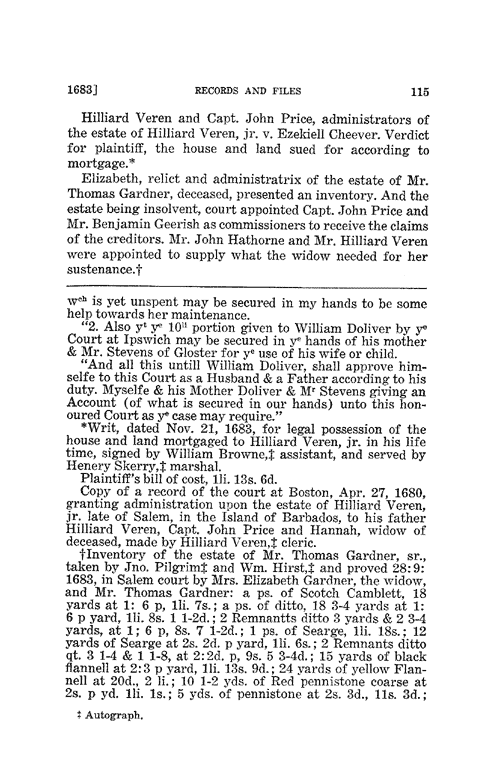 1683]
RECORDS AND FILES
115
Hilliard Veren and Capt. John Price, administrators of
the estate of Hilliard Veren, jr. v. Ezekiell Cheever. Verdict
for plaintiff, the house and land sued for according to
mortgage.*
Elizabeth, relict and administratrix of the estate of Mr.
Thomas Gardner, deceased, presented an inventory. And the
estate being insolvent, court appointed Capt. John Price and
Mr. Benjamin Geerish as commissioners to receive the claims
of the creditors. Mr. John Hathorne and Mr. Hilliard Veren
were appointed to supply what the widow needed for her
sustenance.†
wᶜʰ is yet unspent may be secured in my hands to be some
help towards her maintenance.
"2. Also yᵗ yᵉ 10ˡⁱ portion given to William Doliver by yᵉ
Court at Ipswich may be secured in yᵉ hands of his mother
& Mr. Stevens of Gloster for yᵉ use of his wife or child.
"And all this untill William Doliver, shall approve him-
selfe to this Court as a Husband & a Father according to his
duty. Myselfe & his Mother Doliver & Mʳ Stevens giving an
Account (of what is secured in our hands) unto this hon-
oured Court as yᵉ case may require."
*Writ, dated Nov. 21, 1683, for legal possession of the
house and land mortgaged to Hilliard Veren, jr. in his life
time, signed by William Browne,‡ assistant, and served by
Henery Skerry,‡ marshal.
Plaintiff's bill of cost, 1li. 13s. 6d.
Copy of a record of the court at Boston, Apr. 27, 1680,
granting administration upon the estate of Hilliard Veren,
jr. late of Salem, in the Island of Barbados, to his father
Hilliard Veren, Capt. John Price and Hannah, widow of
deceased, made by Hilliard Veren,‡ cleric.
†Inventory of the estate of Mr. Thomas Gardner, sr.,
taken by Jno. Pilgrim‡ and Wm. Hirst,‡ and proved 28:9:
1683, in Salem court by Mrs. Elizabeth Gardner, the widow,
and Mr. Thomas Gardner: a ps. of Scotch Camblett, 18
yards at 1: 6 p, 1li. 7s.; a ps. of ditto, 18 3-4 yards at 1:
6 p yard, 1li. 8s. 1 1-2d.; 2 Remnantts ditto 3 yards & 2 3-4
yards, at 1; 6 p, 8s. 7 1-2d.; 1 ps. of Searge, 1li. 18s.; 12
yards of Searge at 2s. 2d. p yard, 1li. 6s.; 2 Remnants ditto
qt. 3 1-4 & 1 1-8, at 2:2d. p, 9s. 5 3-4d.; 15 yards of black
flannell at 2:3 p yard, 1li. 13s. 9d.; 24 yards of yellow Flan-
nell at 20d., 2 li.; 10 1-2 yds. of Red pennistone coarse at
2s. p yd. 1li. 1s.; 5 yds. of pennistone at 2s. 3d., 11s. 3d.;
‡ Autograph.